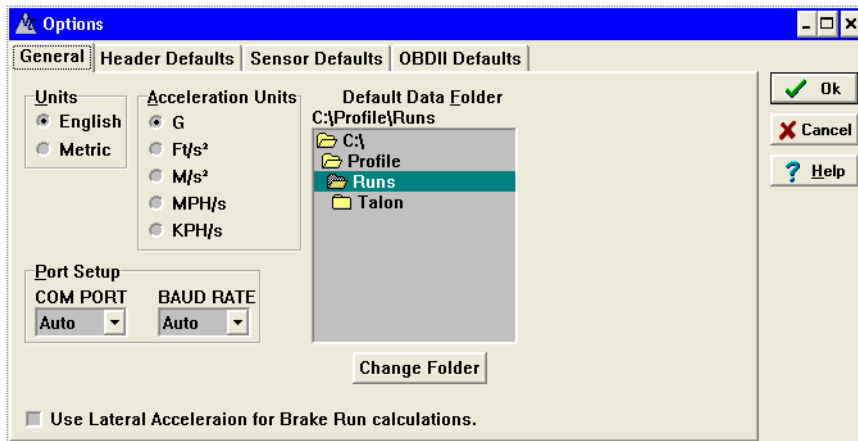 Options
General Header Defaults Sensor Defaults OBDII Defaults
Units
English
Metric
Acceleration Units
G
Ft/s²
M/s²
MPH/s
KPH/s
Default Data Folder
C:\Profile\Runs
C:\
Profile
Runs
Talon
Ok
Cancel
Help
Port Setup
COM PORT BAUD RATE
Auto Auto
Change Folder
Use Lateral Acceleraion for Brake Run calculations.